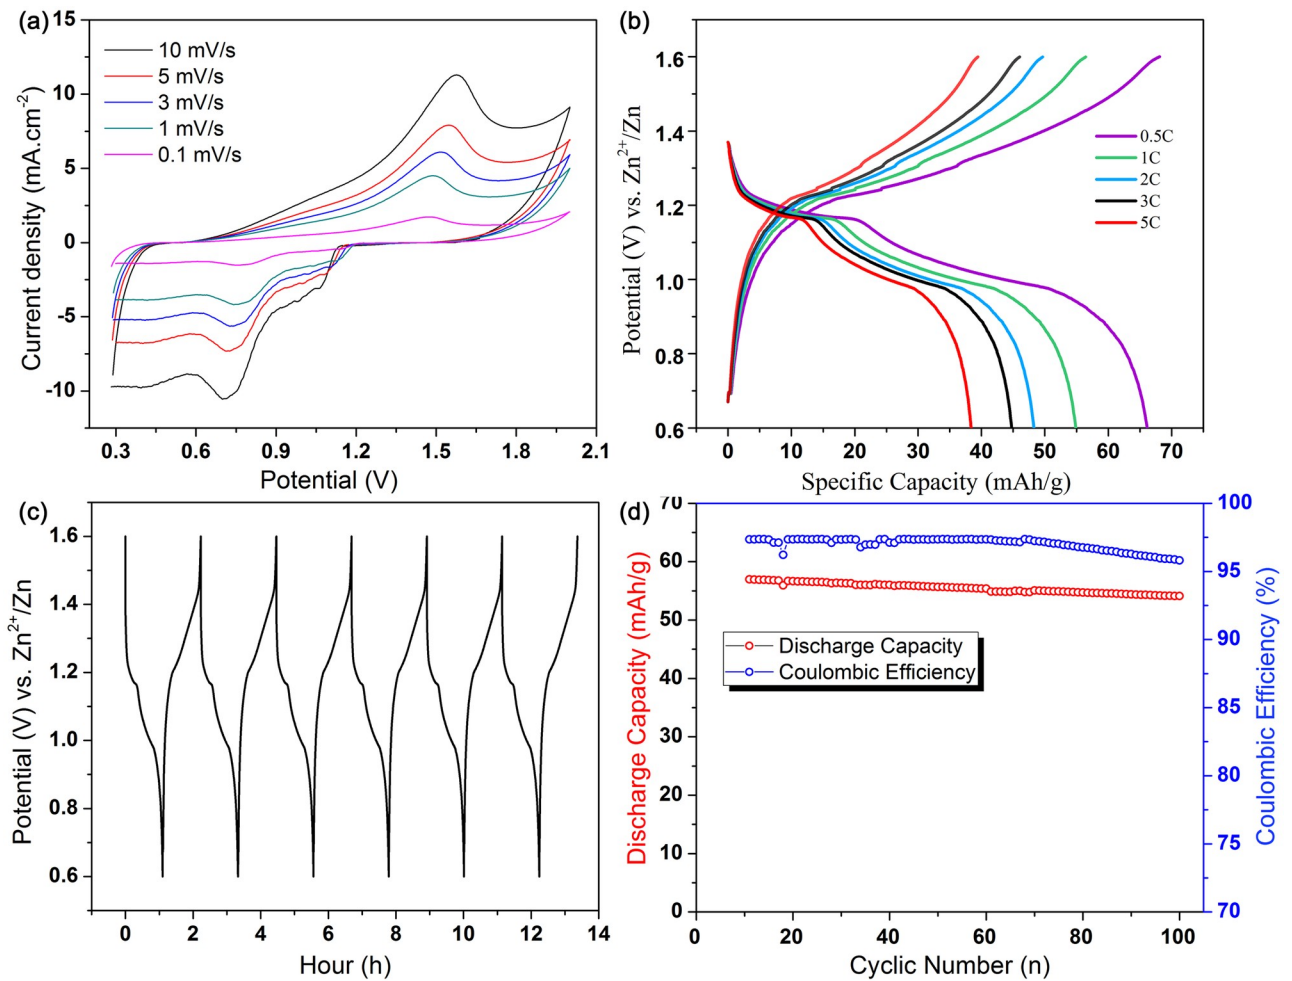 (a)
15
10
5
0
-5
-10
Current density (mA.cm⁻²)
10 mV/s
5 mV/s
3 mV/s
1 mV/s
0.1 mV/s
0.3 0.6 0.9 1.2 1.5 1.8 2.1
Potential (V)
(b)
1.6
1.4
1.2
1.0
0.8
0.6
Potential (V) vs. Zn²⁺/Zn
0.5C
1C
2C
3C
5C
0 10 20 30 40 50 60 70
Specific Capacity (mAh/g)
(c)
1.6
1.4
1.2
1.0
0.8
0.6
Potential (V) vs. Zn²⁺/Zn
0 2 4 6 8 10 12 14
Hour (h)
(d)
70
60
50
40
30
20
10
0
Discharge Capacity (mAh/g)
Discharge Capacity
Coulombic Efficiency
100
95
90
85
80
75
70
Coulombic Efficiency (%)
0 20 40 60 80 100
Cyclic Number (n)